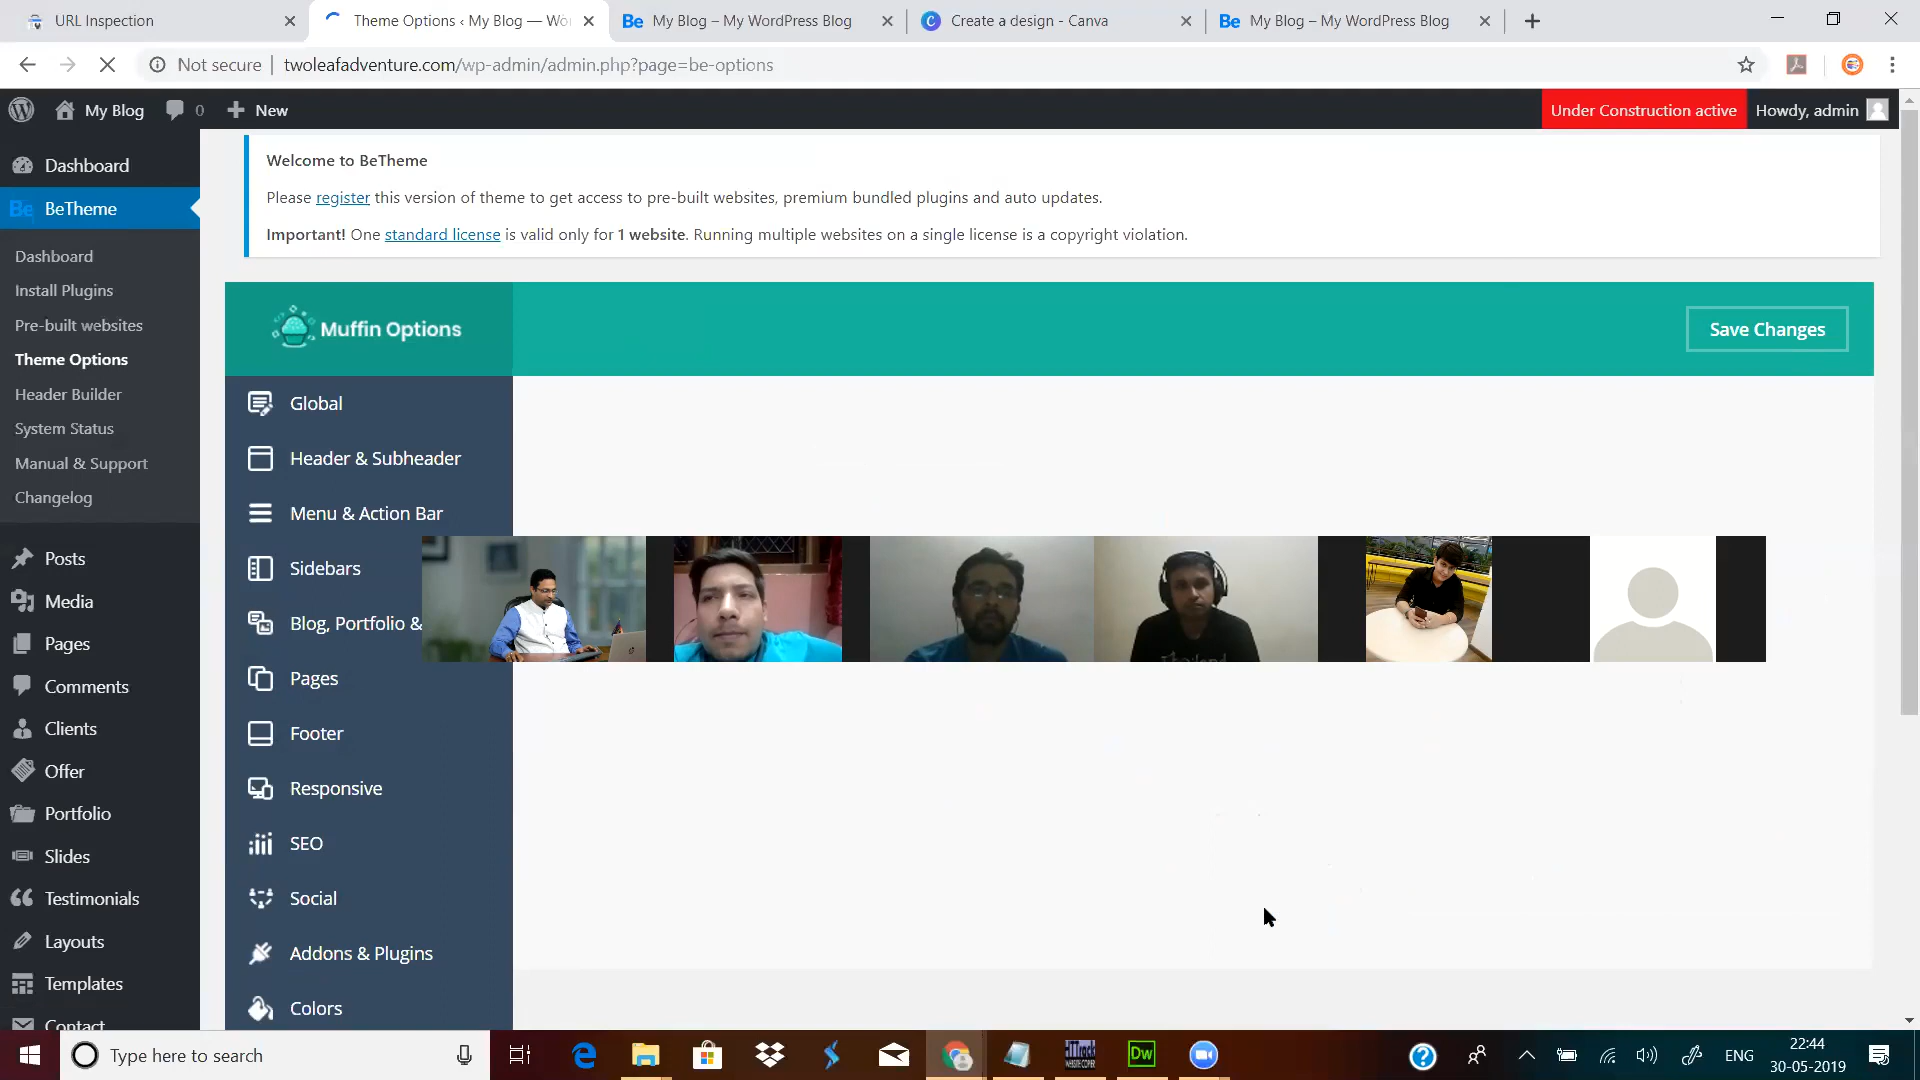 URL Inspection
Theme Options ‹ My Blog — Wo
My Blog – My WordPress Blog
Create a design - Canva
My Blog – My WordPress Blog
Not secure
twoleafadventure.com/wp-admin/admin.php?page=be-options
My Blog
0
New
Under Construction active
Howdy, admin
Dashboard
BeTheme
Dashboard
Install Plugins
Pre-built websites
Theme Options
Header Builder
System Status
Manual & Support
Changelog
Posts
Media
Pages
Comments
Clients
Offer
Portfolio
Slides
Testimonials
Layouts
Templates
Contact
Welcome to BeTheme
Please register this version of theme to get access to pre-built websites, premium bundled plugins and auto updates.
Important! One standard license is valid only for 1 website. Running multiple websites on a single license is a copyright violation.
Muffin Options
Save Changes
Global
Header & Subheader
Menu & Action Bar
Sidebars
Blog, Portfolio &
Pages
Footer
Responsive
SEO
Social
Addons & Plugins
Colors
Type here to search
Dw
ENG
22:44
30-05-2019